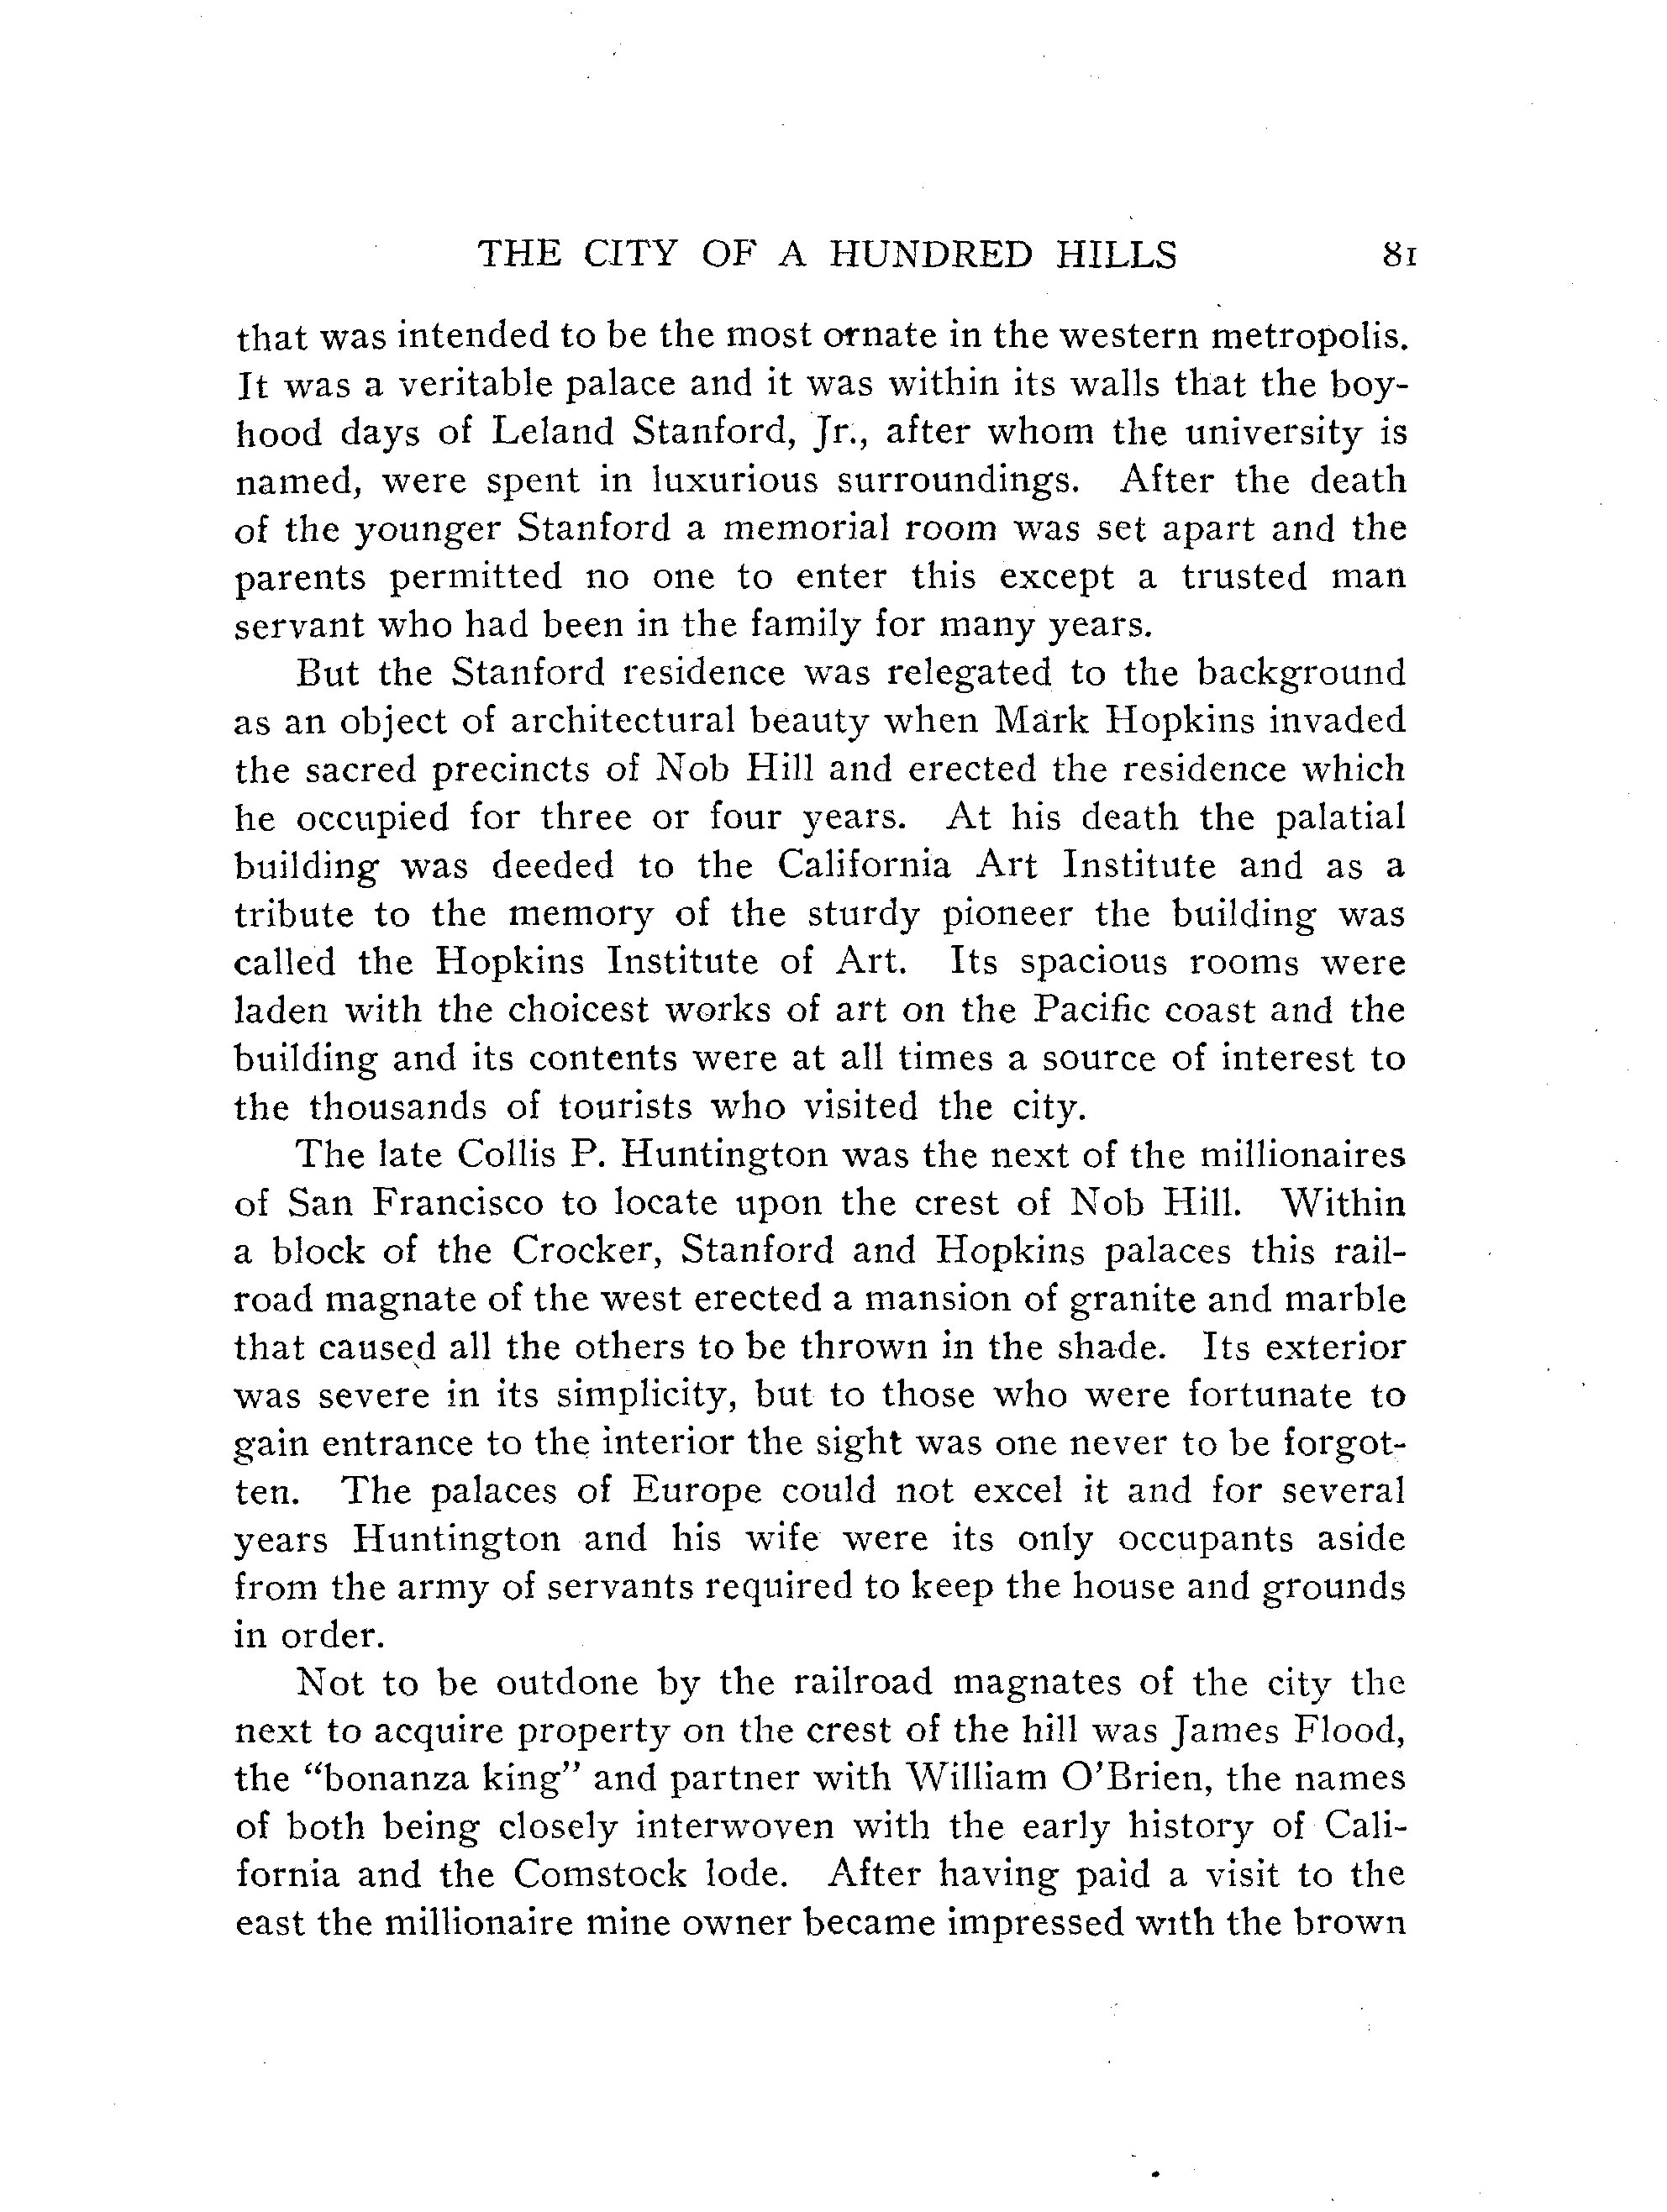 THE CITY OF A HUNDRED HILLS 81
that was intended to be the most ornate in the western metropolis.
It was a veritable palace and it was within its walls that the boy-
hood days of Leland Stanford, Jr., after whom the university is
named, were spent in luxurious surroundings. After the death
of the younger Stanford a memorial room was set apart and the
parents permitted no one to enter this except a trusted man
servant who had been in the family for many years.
But the Stanford residence was relegated to the background
as an object of architectural beauty when Mark Hopkins invaded
the sacred precincts of Nob Hill and erected the residence which
he occupied for three or four years. At his death the palatial
building was deeded to the California Art Institute and as a
tribute to the memory of the sturdy pioneer the building was
called the Hopkins Institute of Art. Its spacious rooms were
laden with the choicest works of art on the Pacific coast and the
building and its contents were at all times a source of interest to
the thousands of tourists who visited the city.
The late Collis P. Huntington was the next of the millionaires
of San Francisco to locate upon the crest of Nob Hill. Within
a block of the Crocker, Stanford and Hopkins palaces this rail-
road magnate of the west erected a mansion of granite and marble
that caused all the others to be thrown in the shade. Its exterior
was severe in its simplicity, but to those who were fortunate to
gain entrance to the interior the sight was one never to be forgot-
ten. The palaces of Europe could not excel it and for several
years Huntington and his wife were its only occupants aside
from the army of servants required to keep the house and grounds
in order.
Not to be outdone by the railroad magnates of the city the
next to acquire property on the crest of the hill was James Flood,
the "bonanza king" and partner with William O'Brien, the names
of both being closely interwoven with the early history of Cali-
fornia and the Comstock lode. After having paid a visit to the
east the millionaire mine owner became impressed with the brown